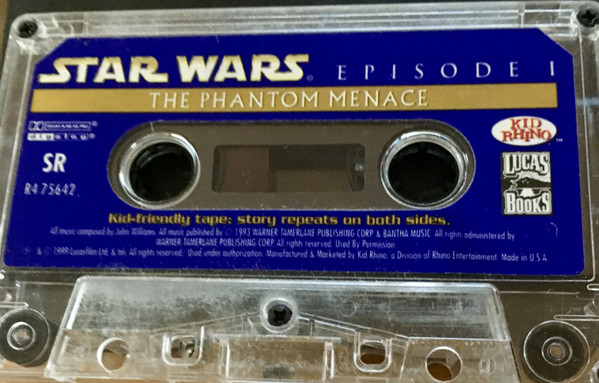 STAR WARS® EPISODE I
THE PHANTOM MENACE
digalog®
KID
RHINO™
SR
R4 75642
LUCAS
BOOKS
Kid-friendly tape: story repeats on both sides.
All music composed by John Williams. All music published by © 1993 WARNER TAMERLANE PUBLISHING CORP & BANTHA MUSIC. All rights administered by
WARNER TAMERLANE PUBLISHING CORP. All rights reserved. Used By Permission.
℗ & © 1999 Lucasfilm Ltd. & tm. All rights reserved. Used under authorization. Manufactured & Marketed by Kid Rhino, a Division of Rhino Entertainment. Made in U.S.A.